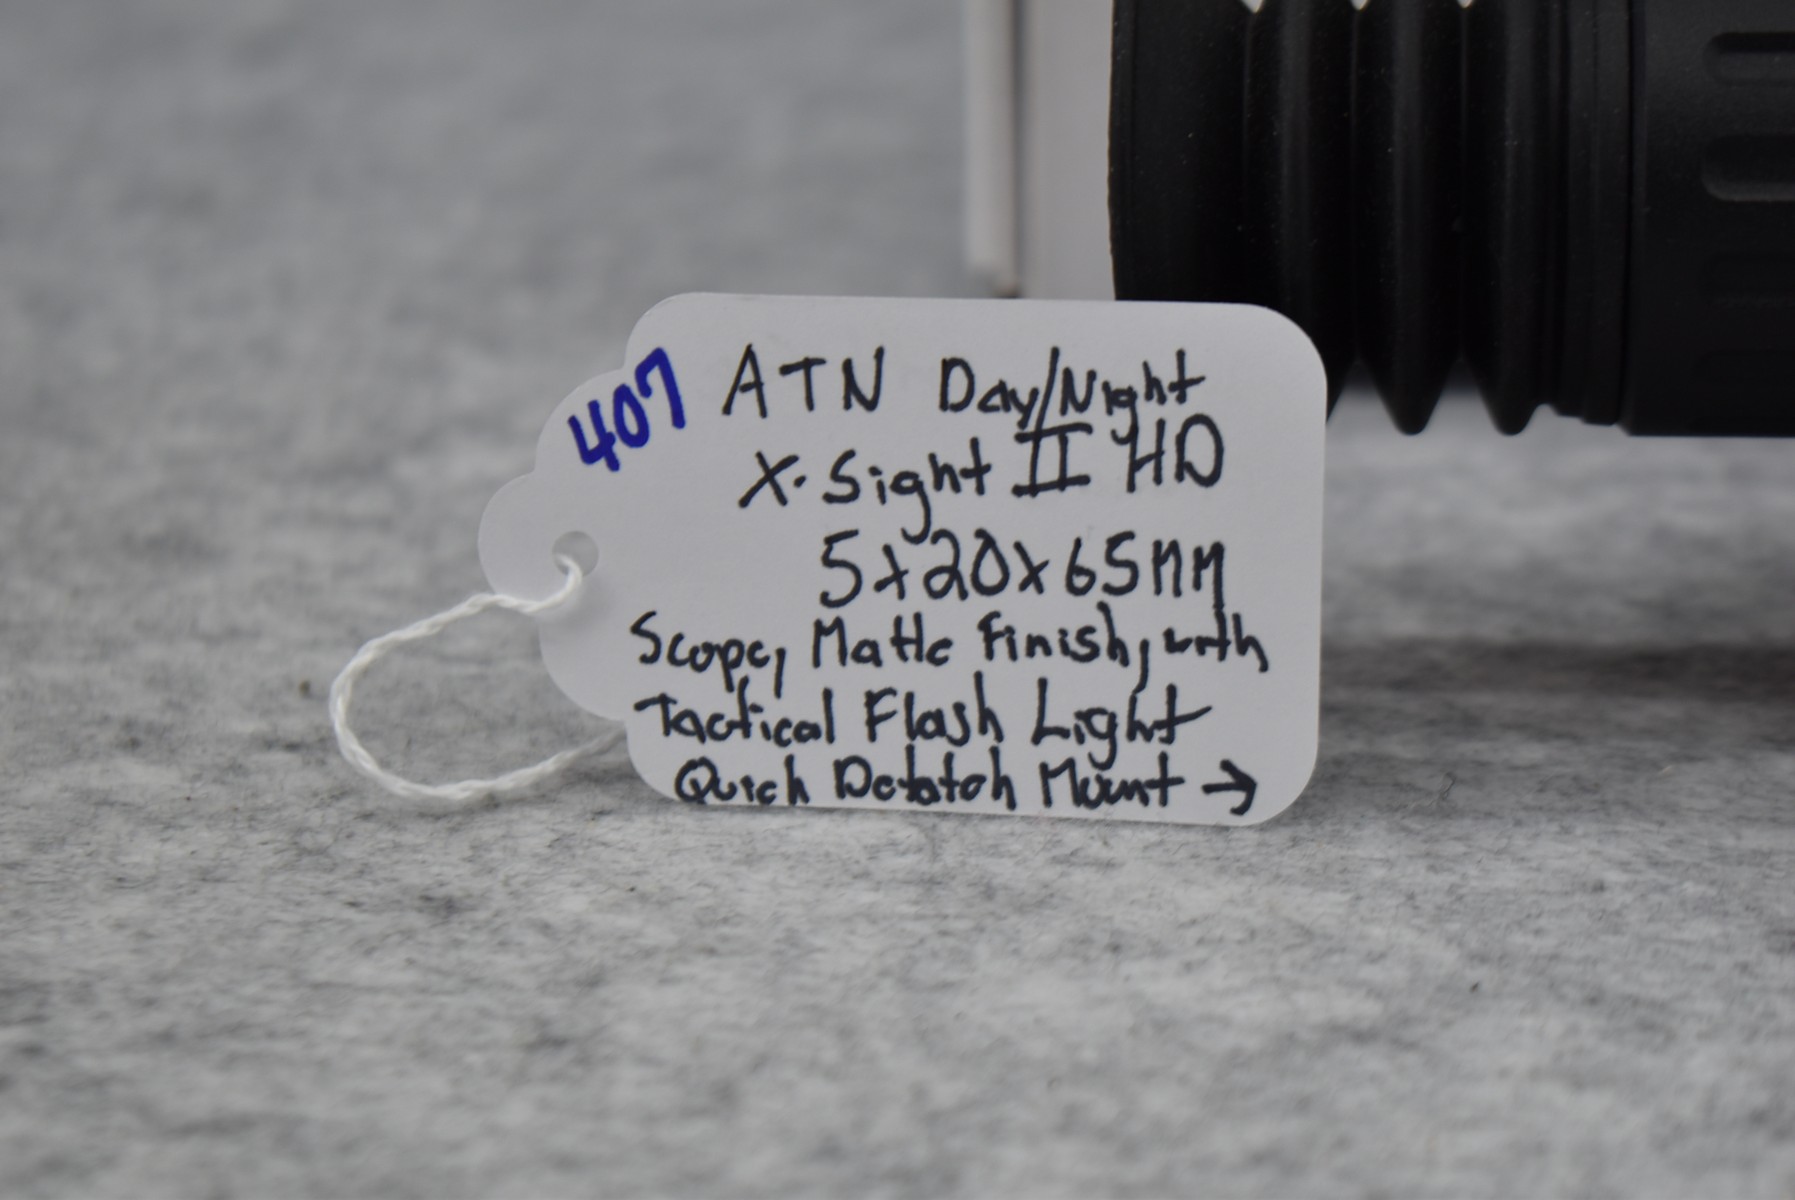 407
ATN Day/Night
X-Sight II HD
5x20x65mm
Scope, Matte Finish, with
Tactical Flash Light
Quick Detatch Mount →